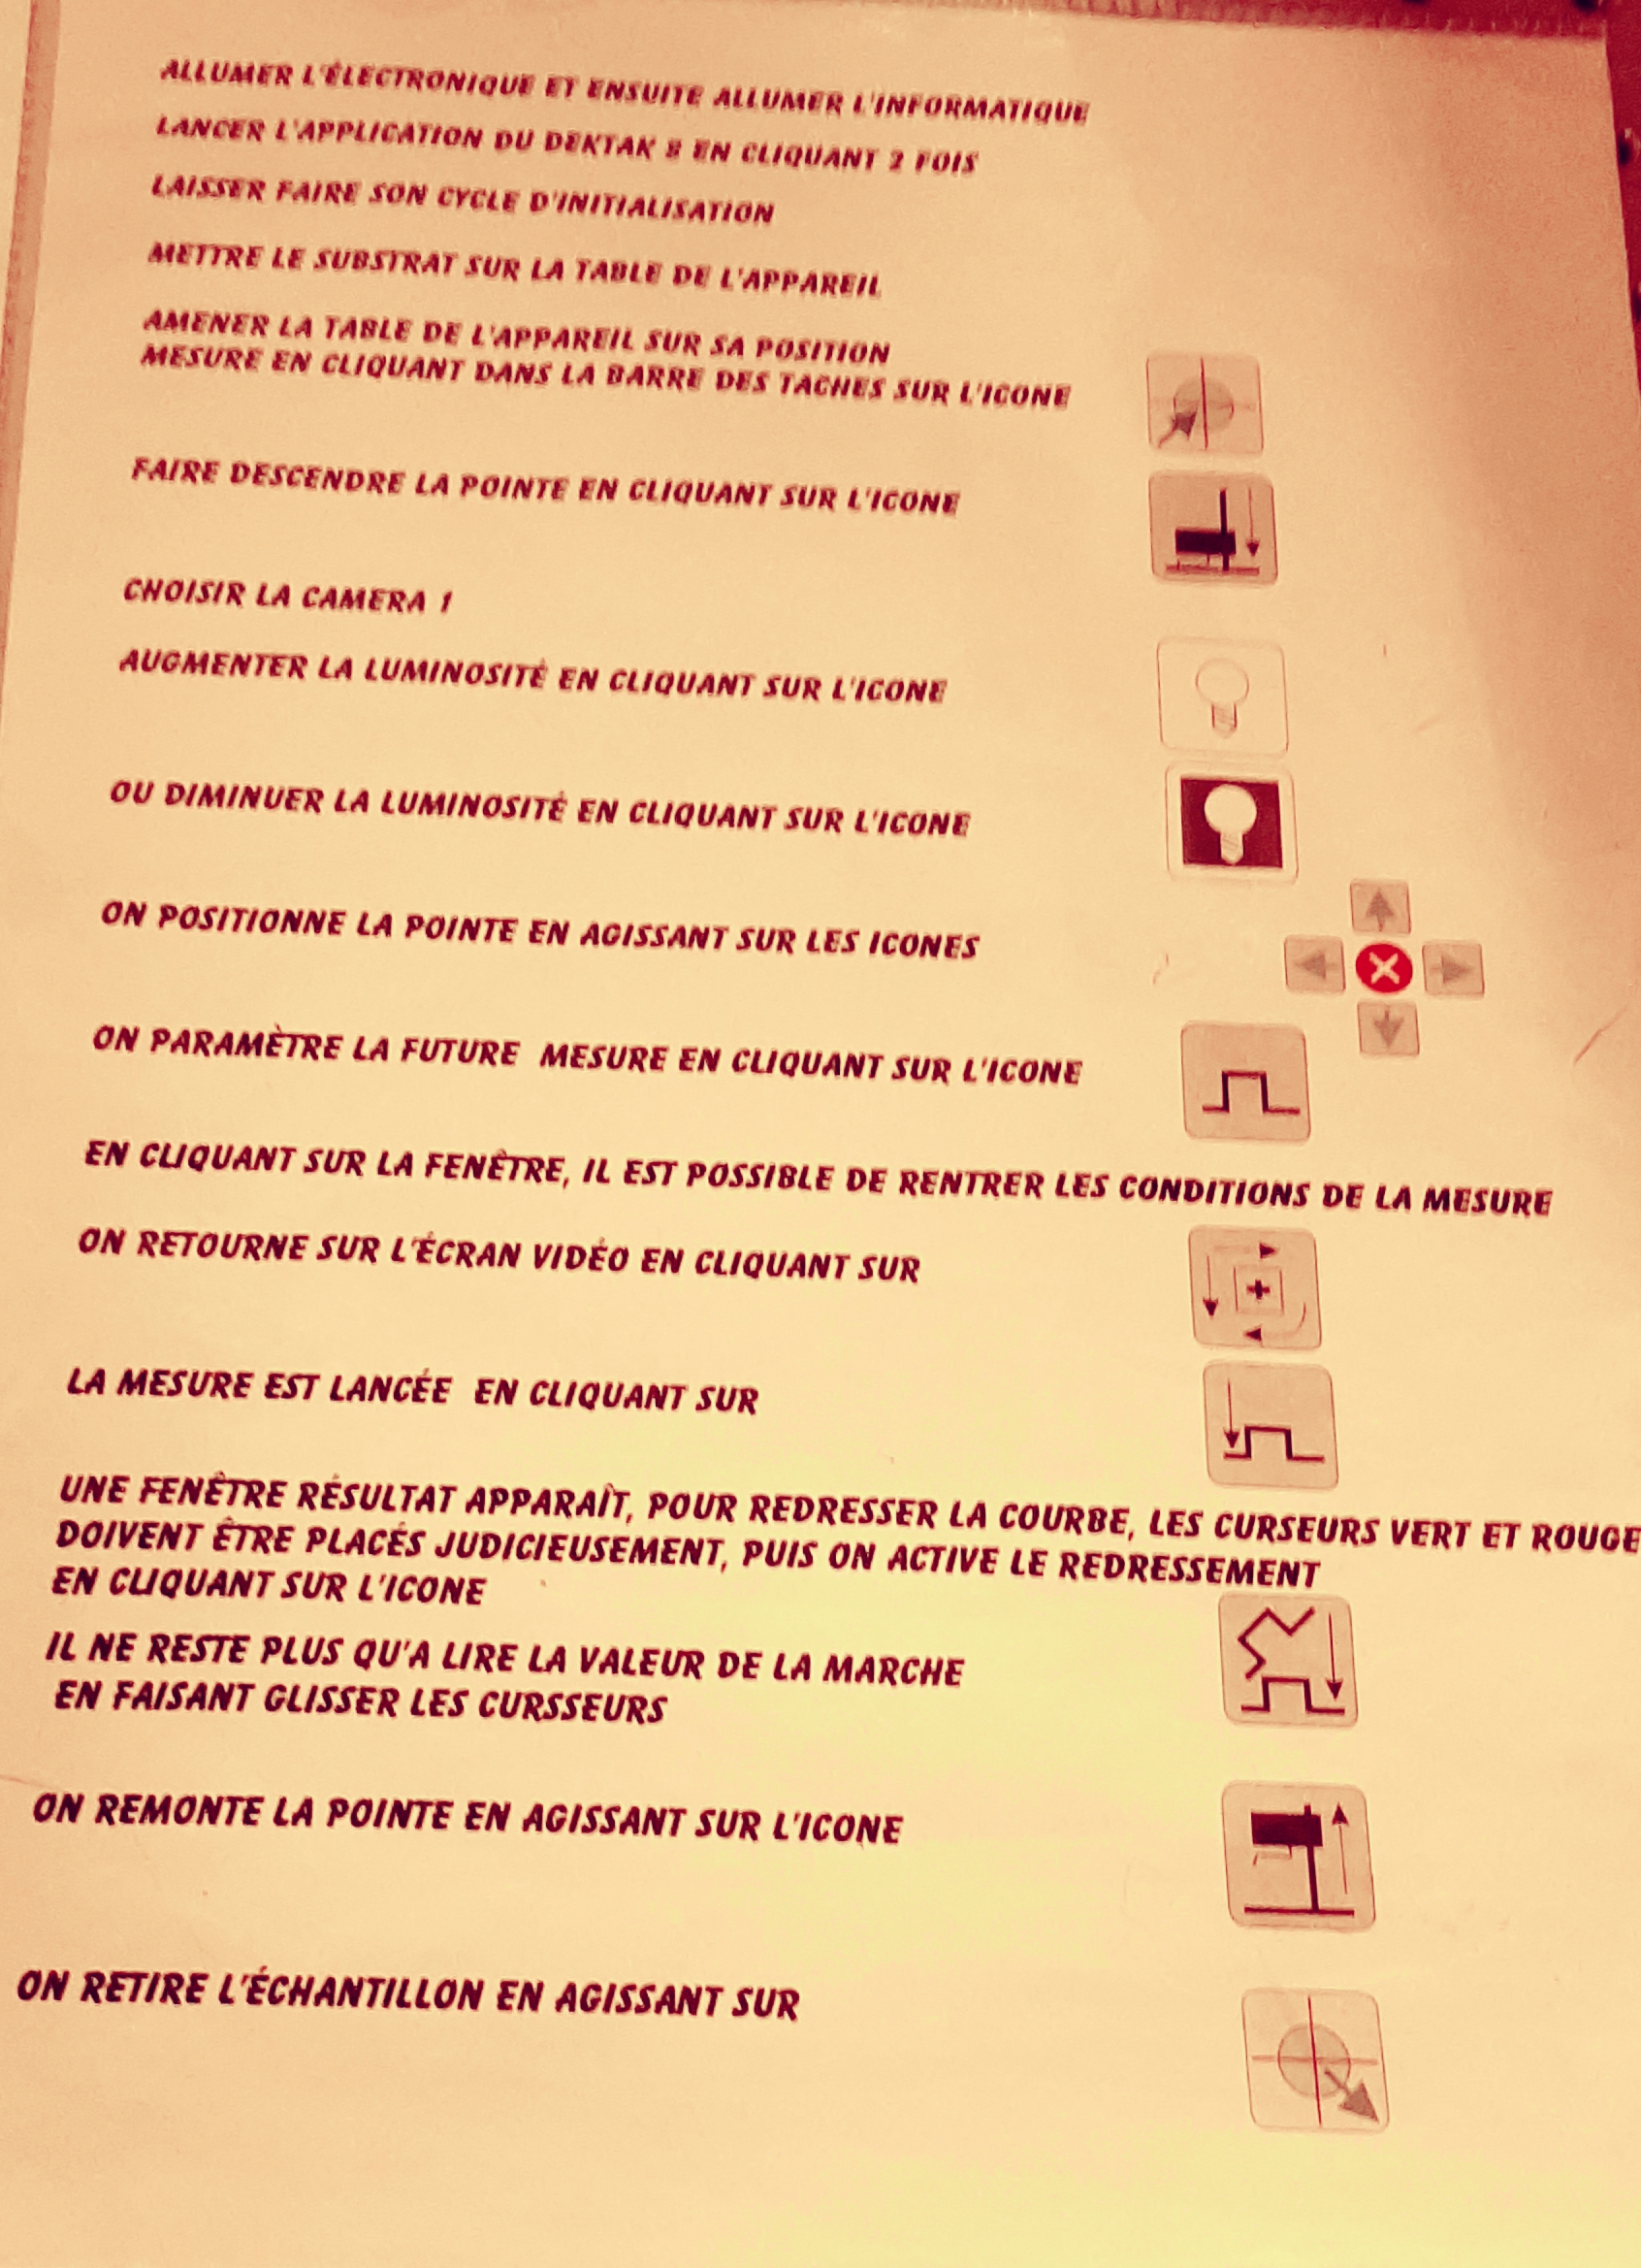 ALLUMER L'ÉLECTRONIQUE ET ENSUITE ALLUMER L'INFORMATIQUE
LANCER L'APPLICATION DU DEKTAK 8 EN CLIQUANT 2 FOIS
LAISSER FAIRE SON CYCLE D'INITIALISATION
METTRE LE SUBSTRAT SUR LA TABLE DE L'APPAREIL
AMENER LA TABLE DE L'APPAREIL SUR SA POSITION
MESURE EN CLIQUANT DANS LA BARRE DES TACHES SUR L'ICONE
FAIRE DESCENDRE LA POINTE EN CLIQUANT SUR L'ICONE
CHOISIR LA CAMERA 1
AUGMENTER LA LUMINOSITÉ EN CLIQUANT SUR L'ICONE
OU DIMINUER LA LUMINOSITÉ EN CLIQUANT SUR L'ICONE
ON POSITIONNE LA POINTE EN AGISSANT SUR LES ICONES
ON PARAMÈTRE LA FUTURE MESURE EN CLIQUANT SUR L'ICONE
EN CLIQUANT SUR LA FENÊTRE, IL EST POSSIBLE DE RENTRER LES CONDITIONS DE LA MESURE
ON RETOURNE SUR L'ÉCRAN VIDÉO EN CLIQUANT SUR
LA MESURE EST LANCÉE EN CLIQUANT SUR
UNE FENÊTRE RÉSULTAT APPARAÎT, POUR REDRESSER LA COURBE, LES CURSEURS VERT ET ROUGE
DOIVENT ÊTRE PLACÉS JUDICIEUSEMENT, PUIS ON ACTIVE LE REDRESSEMENT
EN CLIQUANT SUR L'ICONE
IL NE RESTE PLUS QU'A LIRE LA VALEUR DE LA MARCHE
EN FAISANT GLISSER LES CURSSEURS
ON REMONTE LA POINTE EN AGISSANT SUR L'ICONE
ON RETIRE L'ÉCHANTILLON EN AGISSANT SUR